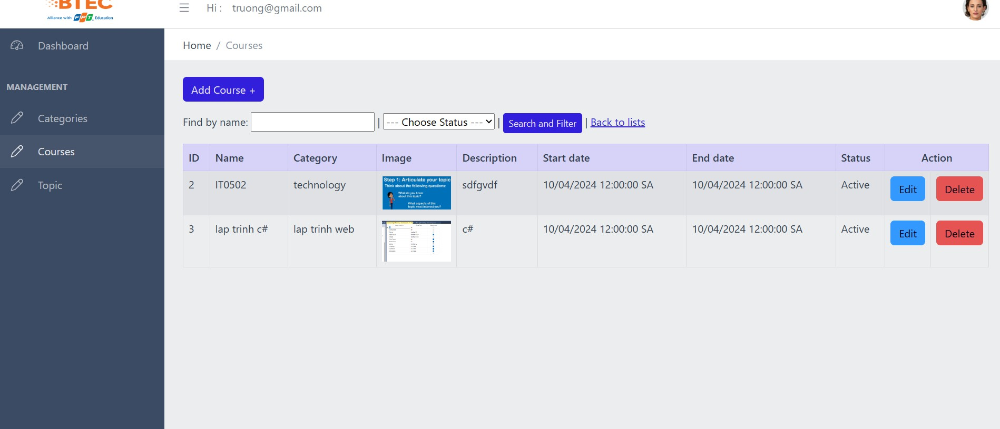 BTEC
Alliance with FPT. Education
Hi : truong@gmail.com
Dashboard
Home / Courses
MANAGEMENT
Add Course +
Categories
Find by name: | --- Choose Status --- | Search and Filter | Back to lists
Courses
ID Name Category Image Description Start date End date Status Action
Topic
2 IT0502 technology sdfgvdf 10/04/2024 12:00:00 SA 10/04/2024 12:00:00 SA Active Edit Delete
Step 1: Articulate your topic
Think about the following questions:
What do you know
about this topic?
What aspects of this
topic most interest you?
3 lap trinh c# lap trinh web c# 10/04/2024 12:00:00 SA 10/04/2024 12:00:00 SA Active Edit Delete